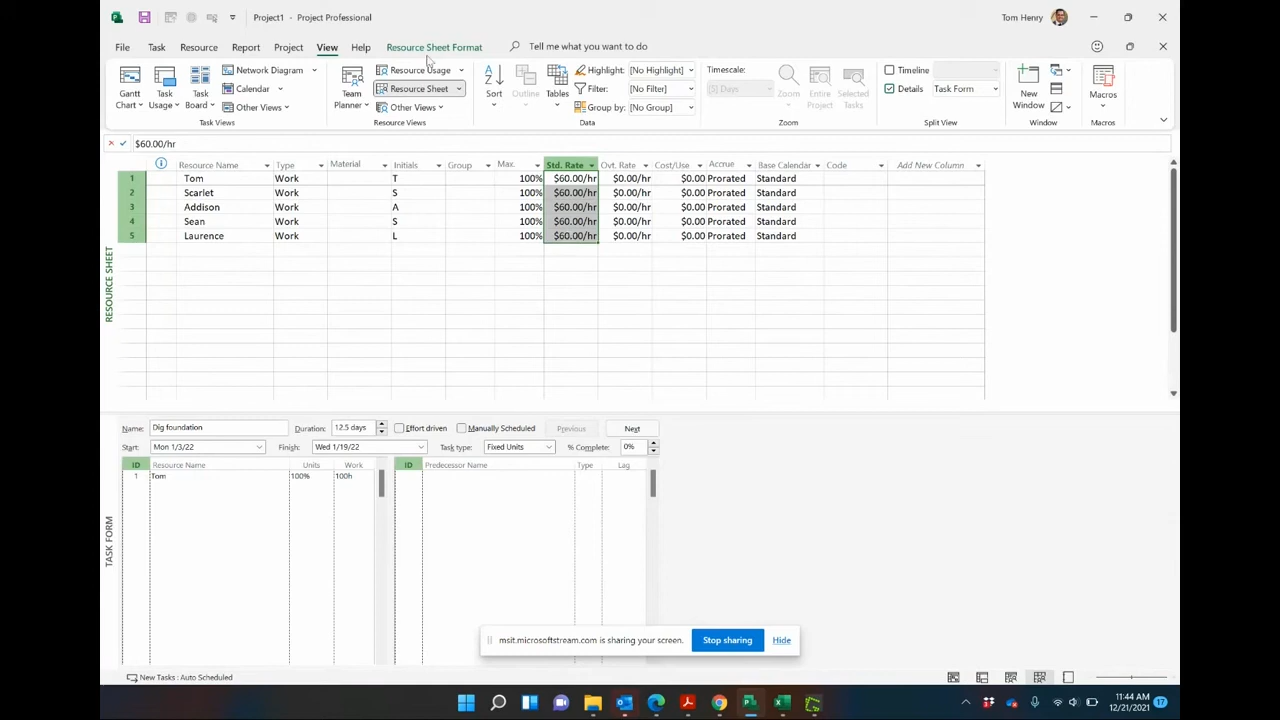 Project1 - Project Professional
Tom Henry
File Task Resource Report Project View Help Resource Sheet Format Tell me what you want to do
Gantt Chart
Task Usage
Task Board
Network Diagram
Calendar
Other Views
Task Views
Team Planner
Resource Usage
Resource Sheet
Other Views
Resource Views
Sort
Outline
Tables
Highlight: [No Highlight]
Filter: [No Filter]
Group by: [No Group]
Data
Timescale:
[5] Days
Zoom
Entire Project
Selected Tasks
Zoom
Timeline
Details Task Form
Split View
New Window
Window
Macros
Macros
$60.00/hr
Resource Name Type Material Initials Group Max. Std. Rate Ovt. Rate Cost/Use Accrue Base Calendar Code Add New Column
1 Tom Work T 100% $60.00/hr $0.00/hr $0.00 Prorated Standard
2 Scarlet Work S 100% $60.00/hr $0.00/hr $0.00 Prorated Standard
3 Addison Work A 100% $60.00/hr $0.00/hr $0.00 Prorated Standard
4 Sean Work S 100% $60.00/hr $0.00/hr $0.00 Prorated Standard
5 Laurence Work L 100% $60.00/hr $0.00/hr $0.00 Prorated Standard
RESOURCE SHEET
Name: Dig foundation Duration: 12.5 days Effort driven Manually Scheduled Previous Next
Start: Mon 1/3/22 Finish: Wed 1/19/22 Task type: Fixed Units % Complete: 0%
ID Resource Name Units Work ID Predecessor Name Type Lag
1 Tom 100% 100h
TASK FORM
msit.microsoftstream.com is sharing your screen. Stop sharing Hide
New Tasks : Auto Scheduled
11:44 AM
12/21/2021
17